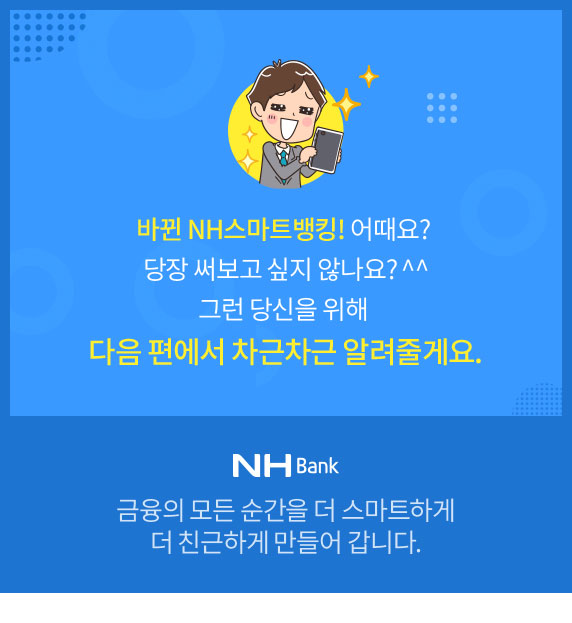 바뀐 NH스마트뱅킹! 어때요?
당장 써보고 싶지 않나요? ^^
그런 당신을 위해
다음 편에서 차근차근 알려줄게요.
NH Bank
금융의 모든 순간을 더 스마트하게
더 친근하게 만들어 갑니다.